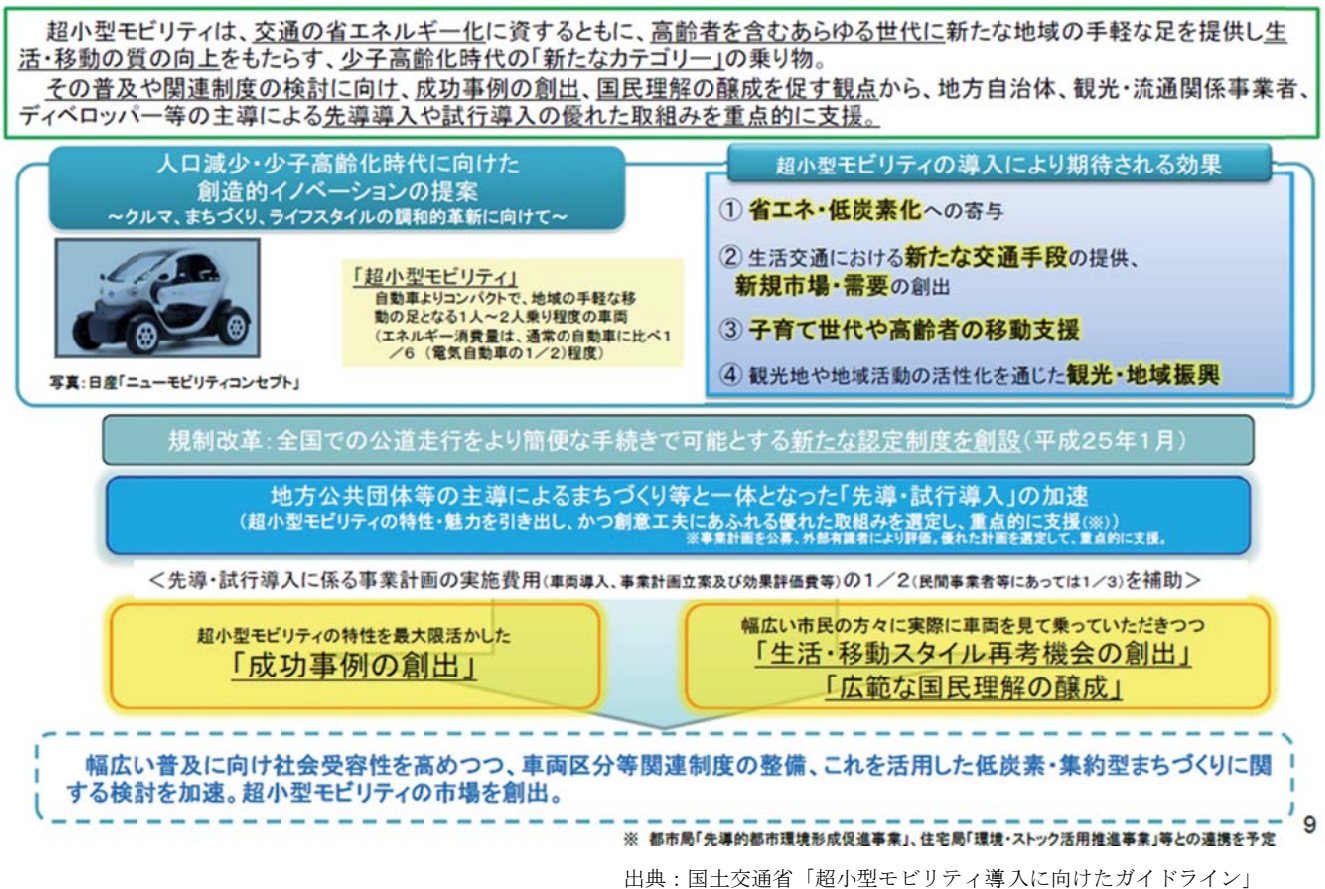 超小型モビリティは、交通の省エネルギー化に資するともに、高齢者を含むあらゆる世代に新たな地域の手軽な足を提供し生
活・移動の質の向上をもたらす、少子高齢化時代の「新たなカテゴリー」の乗り物。
その普及や関連制度の検討に向け、成功事例の創出、国民理解の醸成を促す観点から、地方自治体、観光・流通関係事業者、
ディベロッパー等の主導による先導導入や試行導入の優れた取組みを重点的に支援。
人口減少・少子高齢化時代に向けた
創造的イノベーションの提案
～クルマ、まちづくり、ライフスタイルの調和的革新に向けて～
「超小型モビリティ」
自動車よりコンパクトで、地域の手軽な移
動の足となる1人～2人乗り程度の車両
(エネルギー消費量は、通常の自動車に比べ1
／6 (電気自動車の1／2)程度)
写真:日産「ニューモビリティコンセプト」
超小型モビリティの導入により期待される効果
① 省エネ・低炭素化への寄与
② 生活交通における新たな交通手段の提供、
新規市場・需要の創出
③ 子育て世代や高齢者の移動支援
④ 観光地や地域活動の活性化を通じた観光・地域振興
規制改革:全国での公道走行をより簡便な手続きで可能とする新たな認定制度を創設(平成25年1月)
地方公共団体等の主導によるまちづくり等と一体となった「先導・試行導入」の加速
(超小型モビリティの特性・魅力を引き出し、かつ創意工夫にあふれる優れた取組みを選定し、重点的に支援(※))
※事業計画を公募、外部有識者により評価。優れた計画を選定して、重点的に支援。
＜先導・試行導入に係る事業計画の実施費用(車両導入、事業計画立案及び効果評価費等)の1／2(民間事業者等にあっては1／3)を補助＞
超小型モビリティの特性を最大限活かした
「成功事例の創出」
幅広い市民の方々に実際に車両を見て乗っていただきつつ
「生活・移動スタイル再考機会の創出」
「広範な国民理解の醸成」
幅広い普及に向け社会受容性を高めつつ、車両区分等関連制度の整備、これを活用した低炭素・集約型まちづくりに関
する検討を加速。超小型モビリティの市場を創出。
9
※ 都市局「先導的都市環境形成促進事業」、住宅局「環境・ストック活用推進事業」等との連携を予定
出典：国土交通省「超小型モビリティ導入に向けたガイドライン」